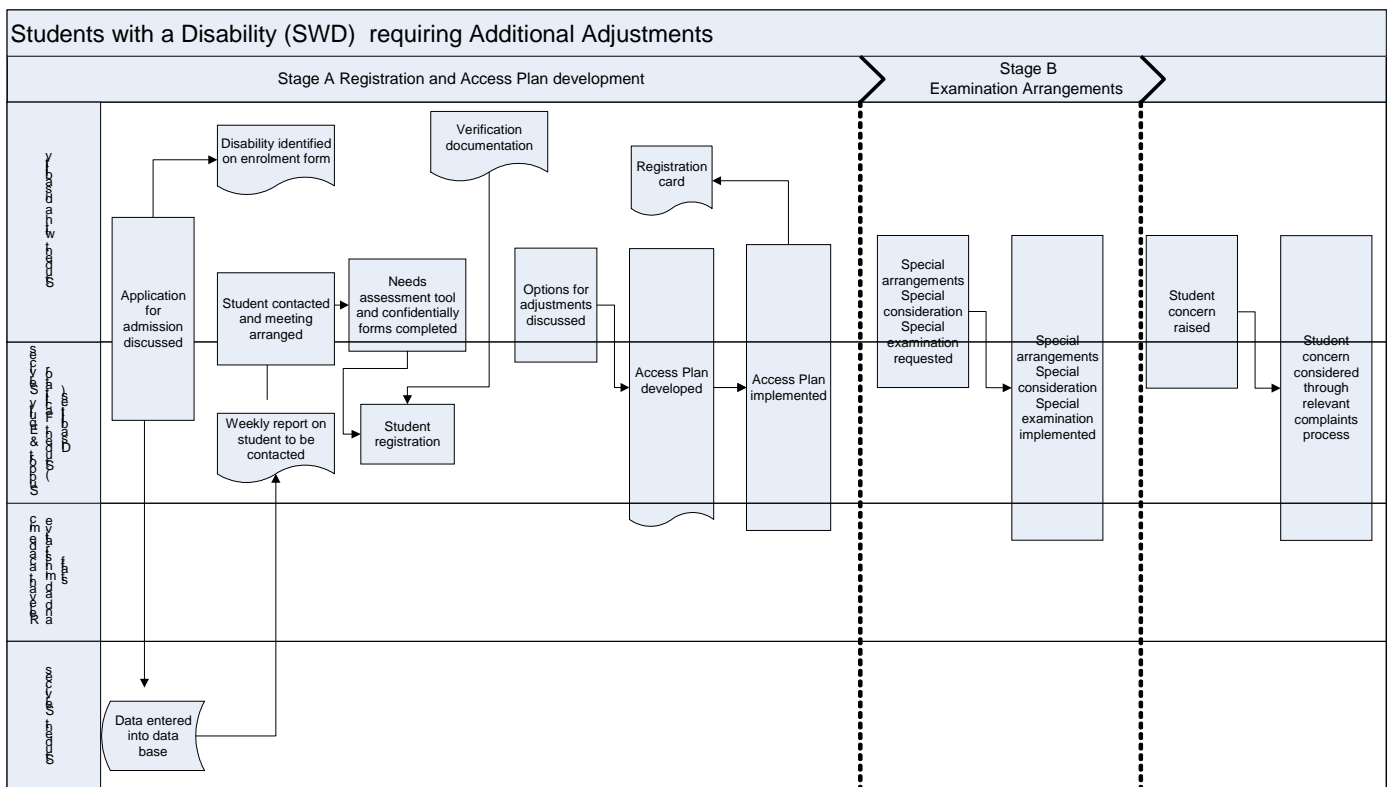 Students with a Disability (SWD) requiring Additional Adjustments
Stage A Registration and Access Plan development
Stage B
Examination Arrangements
Disability identified
on enrolment form
Verification
documentation
Registration
card
Application
for
admission
discussed
Student contacted
and meeting
arranged
Needs
assessment tool
and confidentially
forms completed
Options for
adjustments
discussed
Access Plan
developed
Access Plan
implemented
Weekly report on
student to be
contacted
Student
registration
Special
arrangements
Special
consideration
Special
examination
requested
Special
arrangements
Special
consideration
Special
examination
implemented
Student
concern
raised
Student
concern
considered
through
relevant
complaints
process
Data entered
into data
base